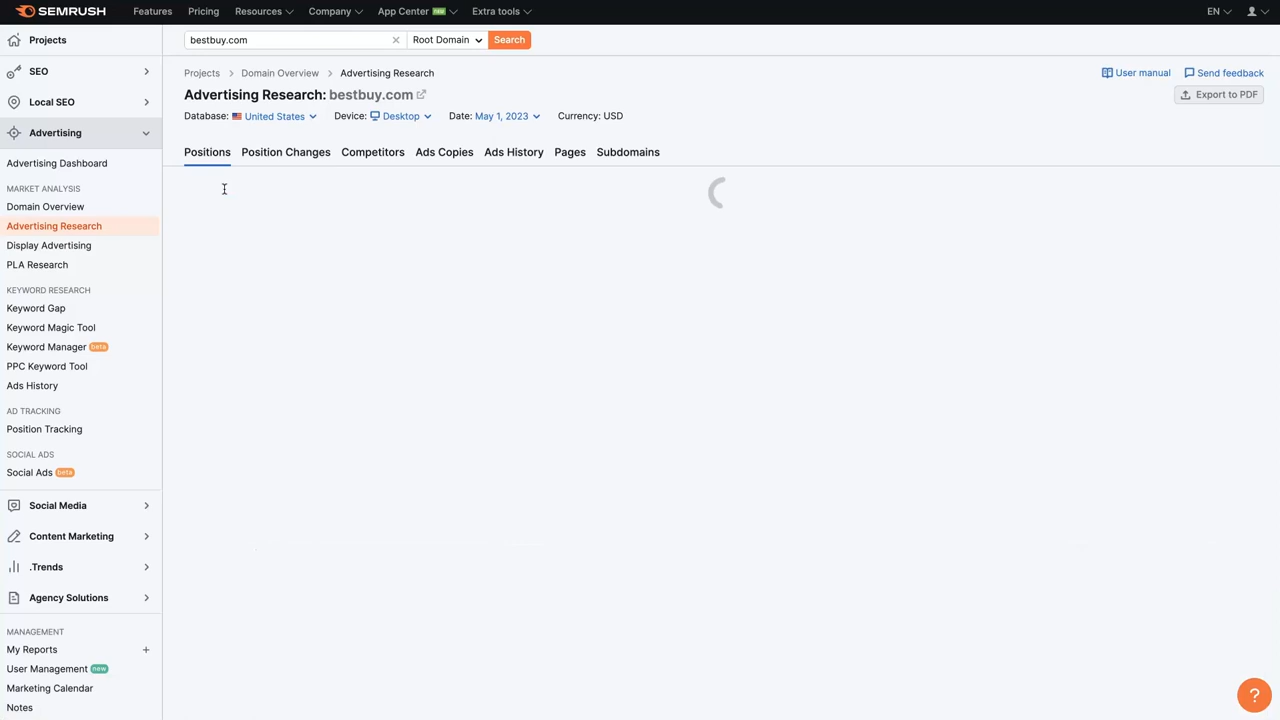 SEMRUSH Features Pricing Resources Company App Center new Extra tools EN
Projects
SEO
Local SEO
Advertising
Advertising Dashboard
MARKET ANALYSIS
Domain Overview
Advertising Research
Display Advertising
PLA Research
KEYWORD RESEARCH
Keyword Gap
Keyword Magic Tool
Keyword Manager beta
PPC Keyword Tool
Ads History
AD TRACKING
Position Tracking
SOCIAL ADS
Social Ads beta
Social Media
Content Marketing
.Trends
Agency Solutions
MANAGEMENT
My Reports +
User Management new
Marketing Calendar
Notes
bestbuy.com Root Domain Search
Projects > Domain Overview > Advertising Research
User manual Send feedback
Advertising Research: bestbuy.com
Export to PDF
Database: United States Device: Desktop Date: May 1, 2023 Currency: USD
Positions Position Changes Competitors Ads Copies Ads History Pages Subdomains
?